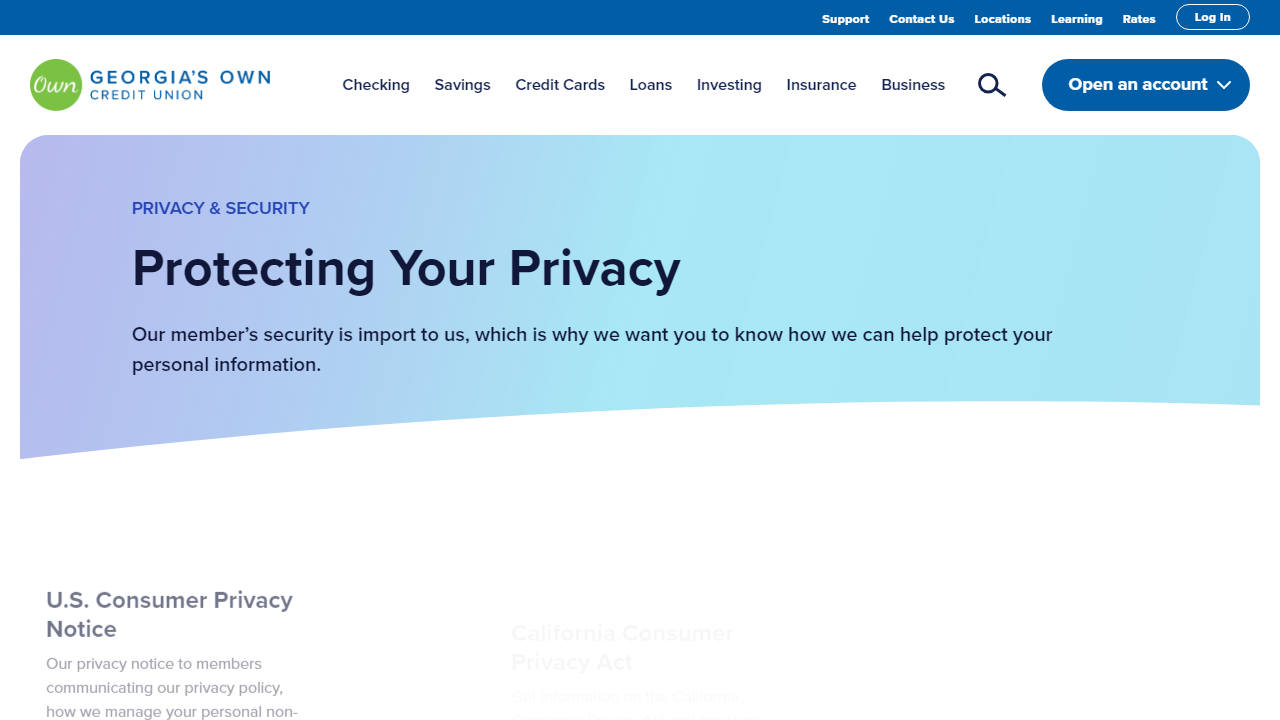 Support Contact Us Locations Learning Rates Log In
Own GEORGIA'S OWN
CREDIT UNION
Checking Savings Credit Cards Loans Investing Insurance Business Open an account
PRIVACY & SECURITY
Protecting Your Privacy
Our member’s security is import to us, which is why we want you to know how we can help protect your
personal information.
U.S. Consumer Privacy
Notice
Our privacy notice to members
communicating our privacy policy,
how we manage your personal non-
California Consumer
Privacy Act
Get information on the California